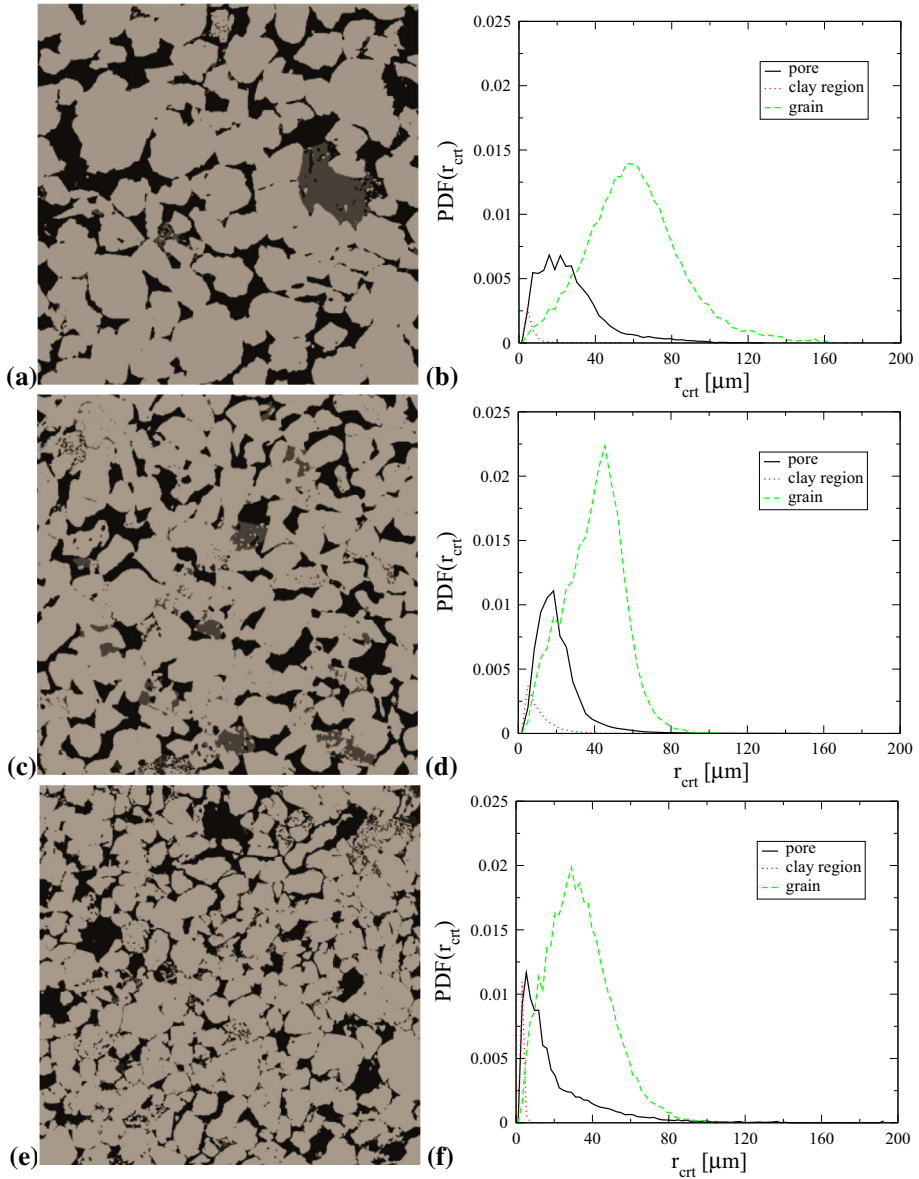 (a)
(b)
PDF(r_crt)
0.025
0.02
0.015
0.01
0.005
0
pore
clay region
grain
0 40 80 120 160 200
r_crt [μm]
(c)
(d)
PDF(r_crt)
0.025
0.02
0.015
0.01
0.005
0
pore
clay region
grain
0 40 80 120 160 200
r_crt [μm]
(e)
(f)
PDF(r_crt)
0.025
0.02
0.015
0.01
0.005
0
pore
clay region
grain
0 40 80 120 160 200
r_crt [μm]